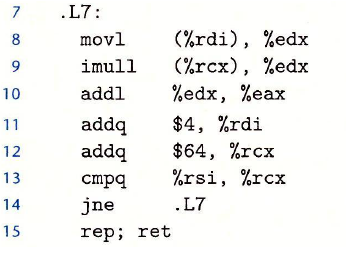 7 .L7:
8 movl (%rdi), %edx
9 imull (%rcx), %edx
10 addl %edx, %eax
11 addq $4, %rdi
12 addq $64, %rcx
13 cmpq %rsi, %rcx
14 jne .L7
15 rep; ret